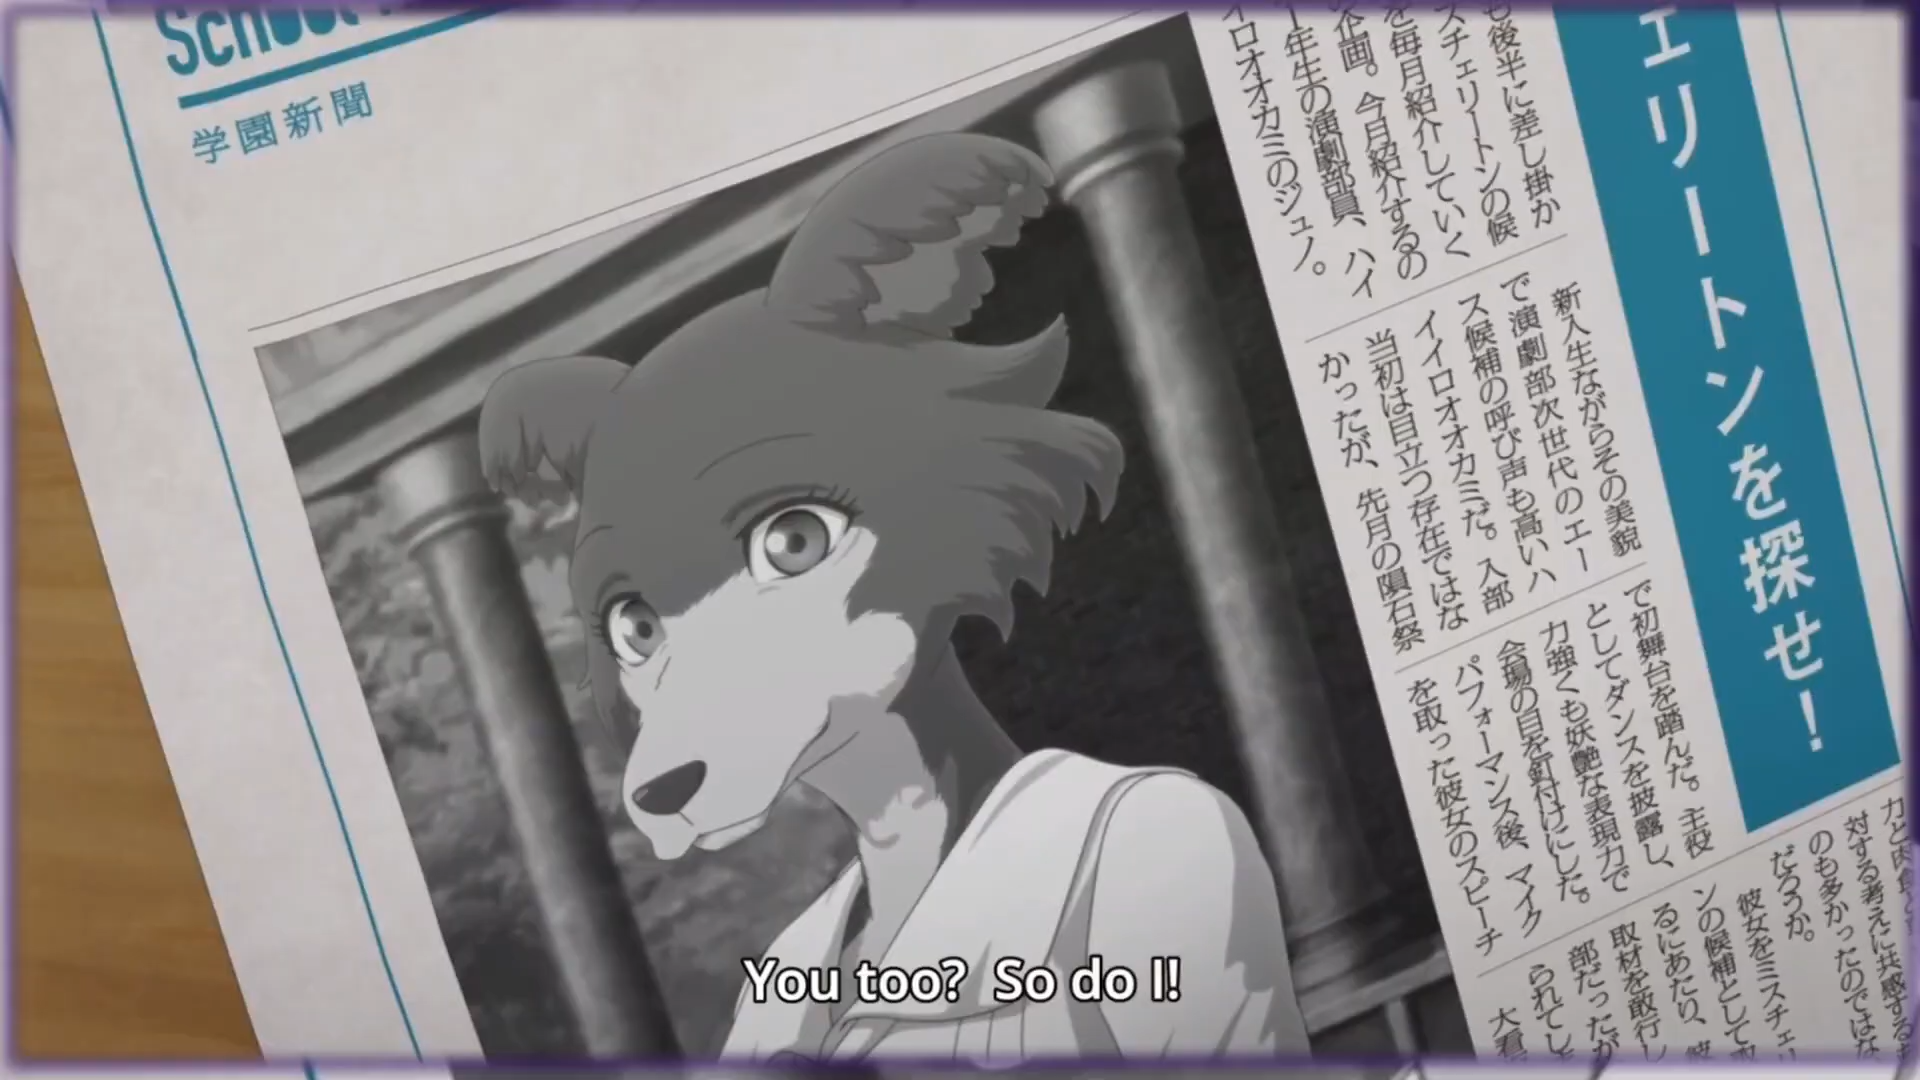 School
学園新聞
ェリートンを探せ！
も後半に差し掛か
スチェリートンの候
を毎月紹介していく
企画。今月紹介するの
1年生の演劇部員、ハイ
イロオオカミのジュノ。
新入生ながらその美貌
で演劇部次世代のエー
ス候補の呼び声も高いハ
イイロオオカミだ。入部
当初は目立つ存在ではな
かったが、先月の隕石祭
で初舞台を踏んだ。主役
としてダンスを披露し、
力強くも妖艶な表現力で
会場の目を釘付けにした。
パフォーマンス後、マイク
を取った彼女のスピーチ
対する考えに共感する
のも多かったのではな
だろうか。
彼女をミスチェリ
ンの候補として
るにあたり、彼
取材を敢行し
部だったが
られてし
大看
You too? So do I!